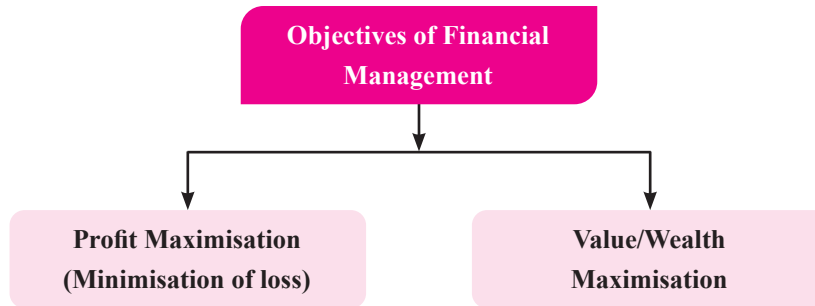 Objectives of Financial
Management
Profit Maximisation
(Minimisation of loss)
Value/Wealth
Maximisation